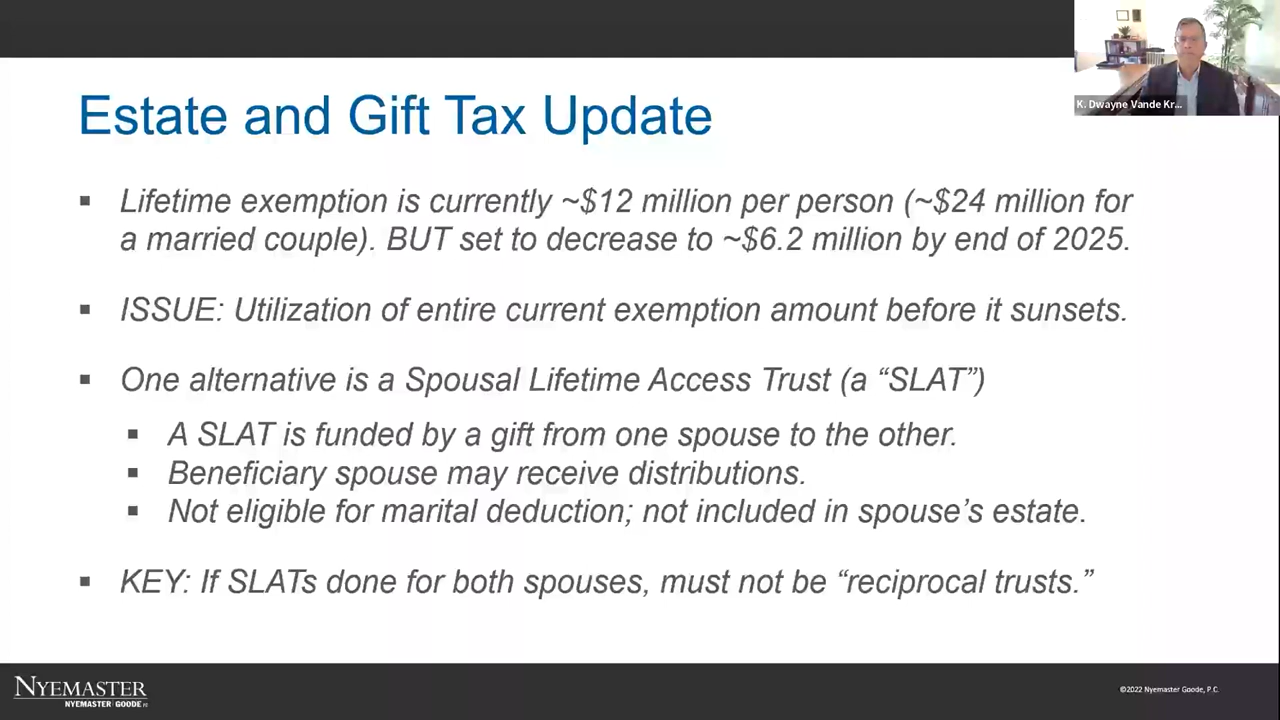 K. Dwayne Vande Kr...
Estate and Gift Tax Update
▪ Lifetime exemption is currently ~$12 million per person (~$24 million for
a married couple). BUT set to decrease to ~$6.2 million by end of 2025.
▪ ISSUE: Utilization of entire current exemption amount before it sunsets.
▪ One alternative is a Spousal Lifetime Access Trust (a “SLAT”)
▪ A SLAT is funded by a gift from one spouse to the other.
▪ Beneficiary spouse may receive distributions.
▪ Not eligible for marital deduction; not included in spouse’s estate.
▪ KEY: If SLATs done for both spouses, must not be “reciprocal trusts.”
NYEMASTER
NYEMASTER GOODE PC
©2022 Nyemaster Goode, P.C.